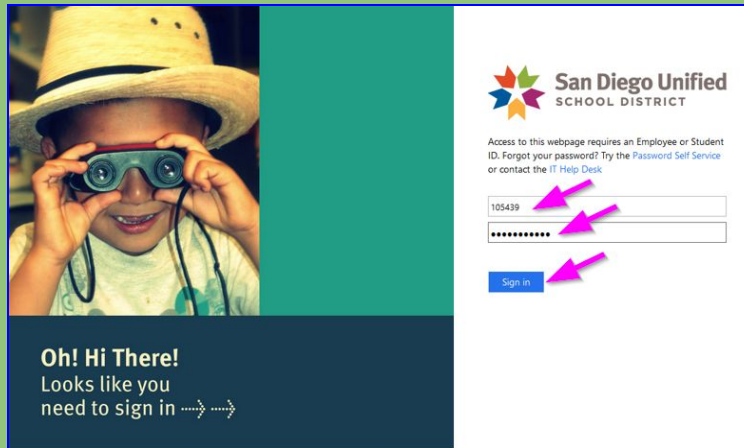 San Diego Unified
SCHOOL DISTRICT
Access to this webpage requires an Employee or Student
ID. Forgot your password? Try the Password Self Service
or contact the IT Help Desk
105439
•••••••••••
Sign in
Oh! Hi There!
Looks like you
need to sign in